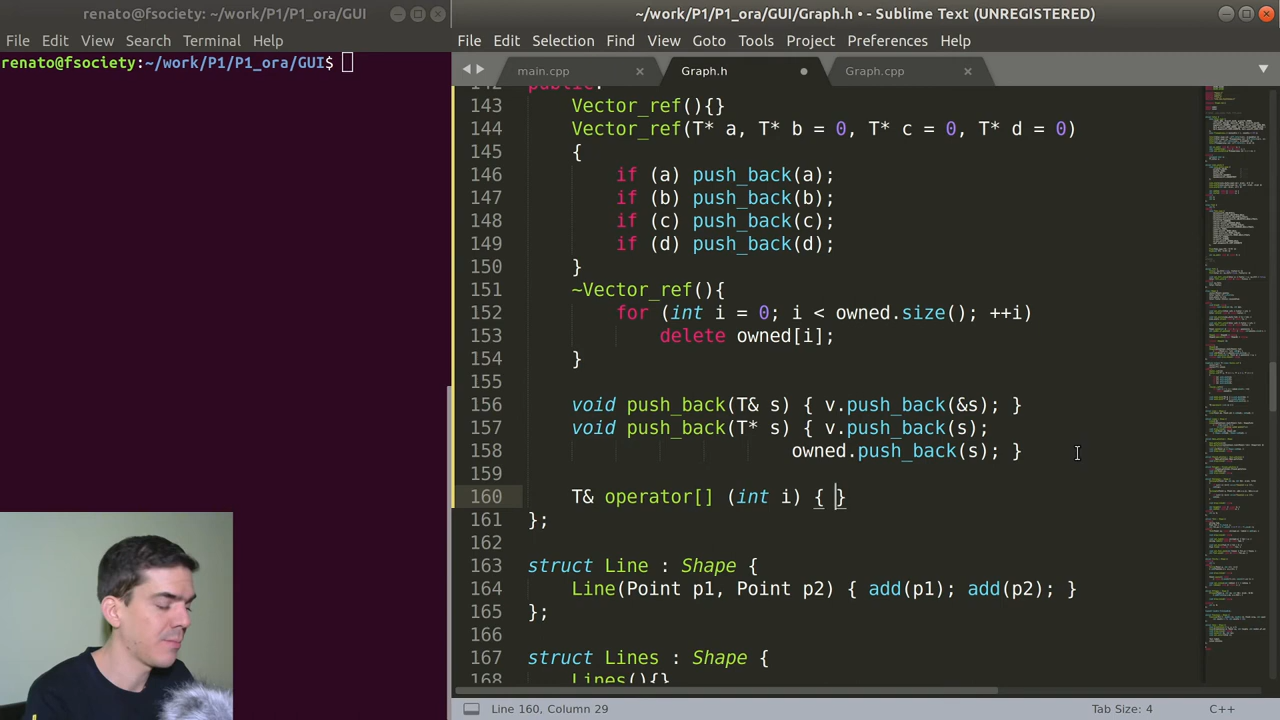 renato@fsociety: ~/work/P1/P1_ora/GUI
File Edit View Search Terminal Help
renato@fsociety:~/work/P1/P1_ora/GUI$
~/work/P1/P1_ora/GUI/Graph.h • - Sublime Text (UNREGISTERED)
File Edit Selection Find View Goto Tools Project Preferences Help
main.cpp Graph.h Graph.cpp
142 public:
143 Vector_ref(){}
144 Vector_ref(T* a, T* b = 0, T* c = 0, T* d = 0)
145 {
146 if (a) push_back(a);
147 if (b) push_back(b);
148 if (c) push_back(c);
149 if (d) push_back(d);
150 }
151 ~Vector_ref(){
152 for (int i = 0; i < owned.size(); ++i)
153 delete owned[i];
154 }
155
156 void push_back(T& s) { v.push_back(&s); }
157 void push_back(T* s) { v.push_back(s);
158 owned.push_back(s); }
159
160 T& operator[] (int i) { }
161 };
162
163 struct Line : Shape {
164 Line(Point p1, Point p2) { add(p1); add(p2); }
165 };
166
167 struct Lines : Shape {
168 Lines(){}
Line 160, Column 29 Tab Size: 4 C++